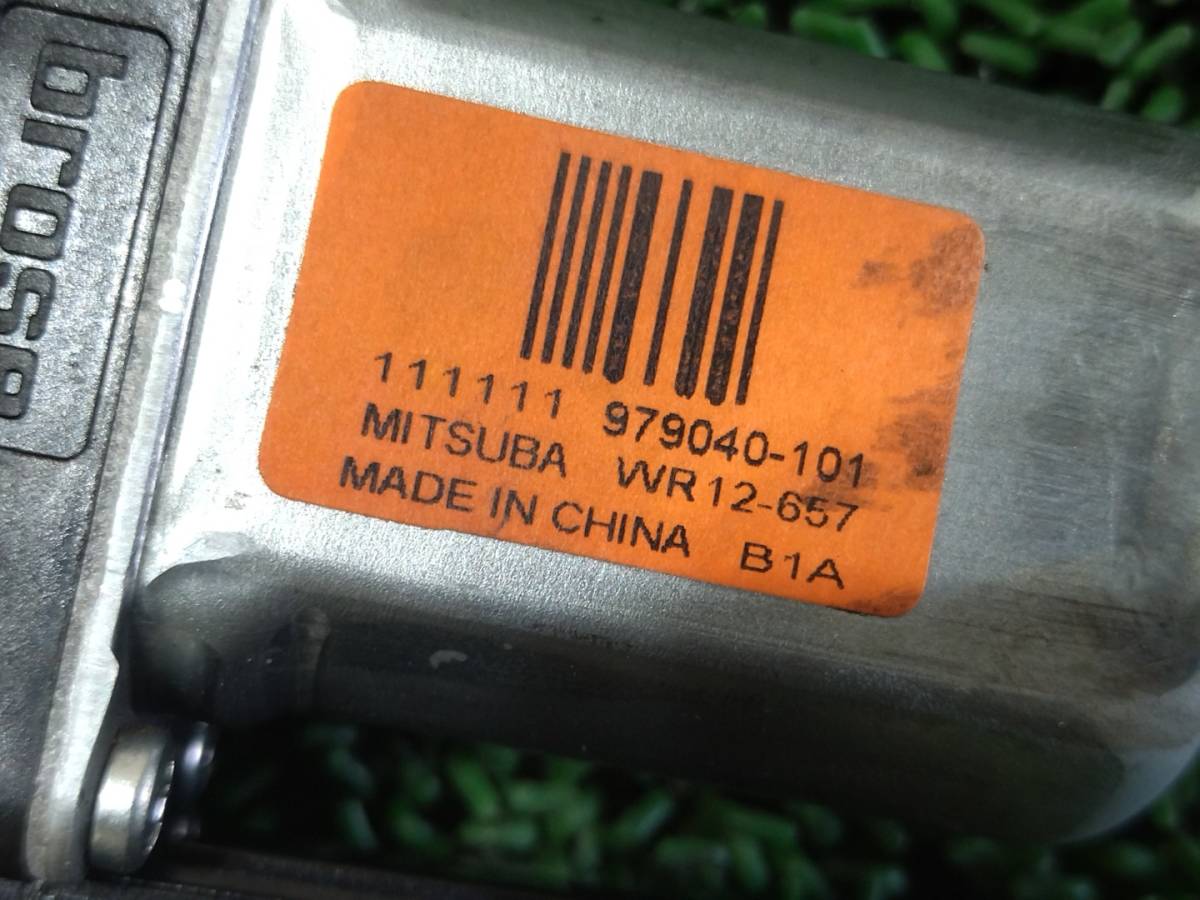 brose
111111 979040-101
MITSUBA WR12-657
MADE IN CHINA B1A